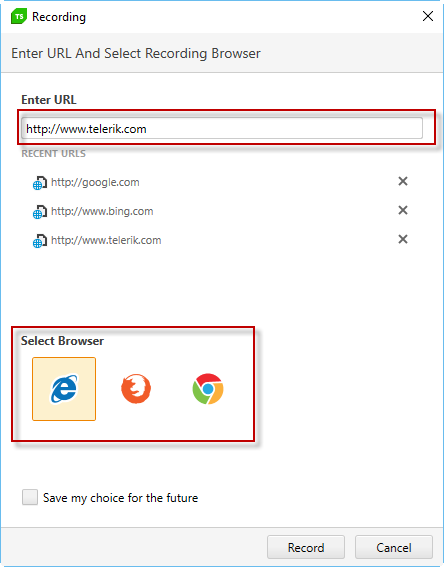 TS Recording
Enter URL And Select Recording Browser
Enter URL
http://www.telerik.com
RECENT URLS
http://google.com
http://www.bing.com
http://www.telerik.com
Select Browser
Save my choice for the future
Record Cancel